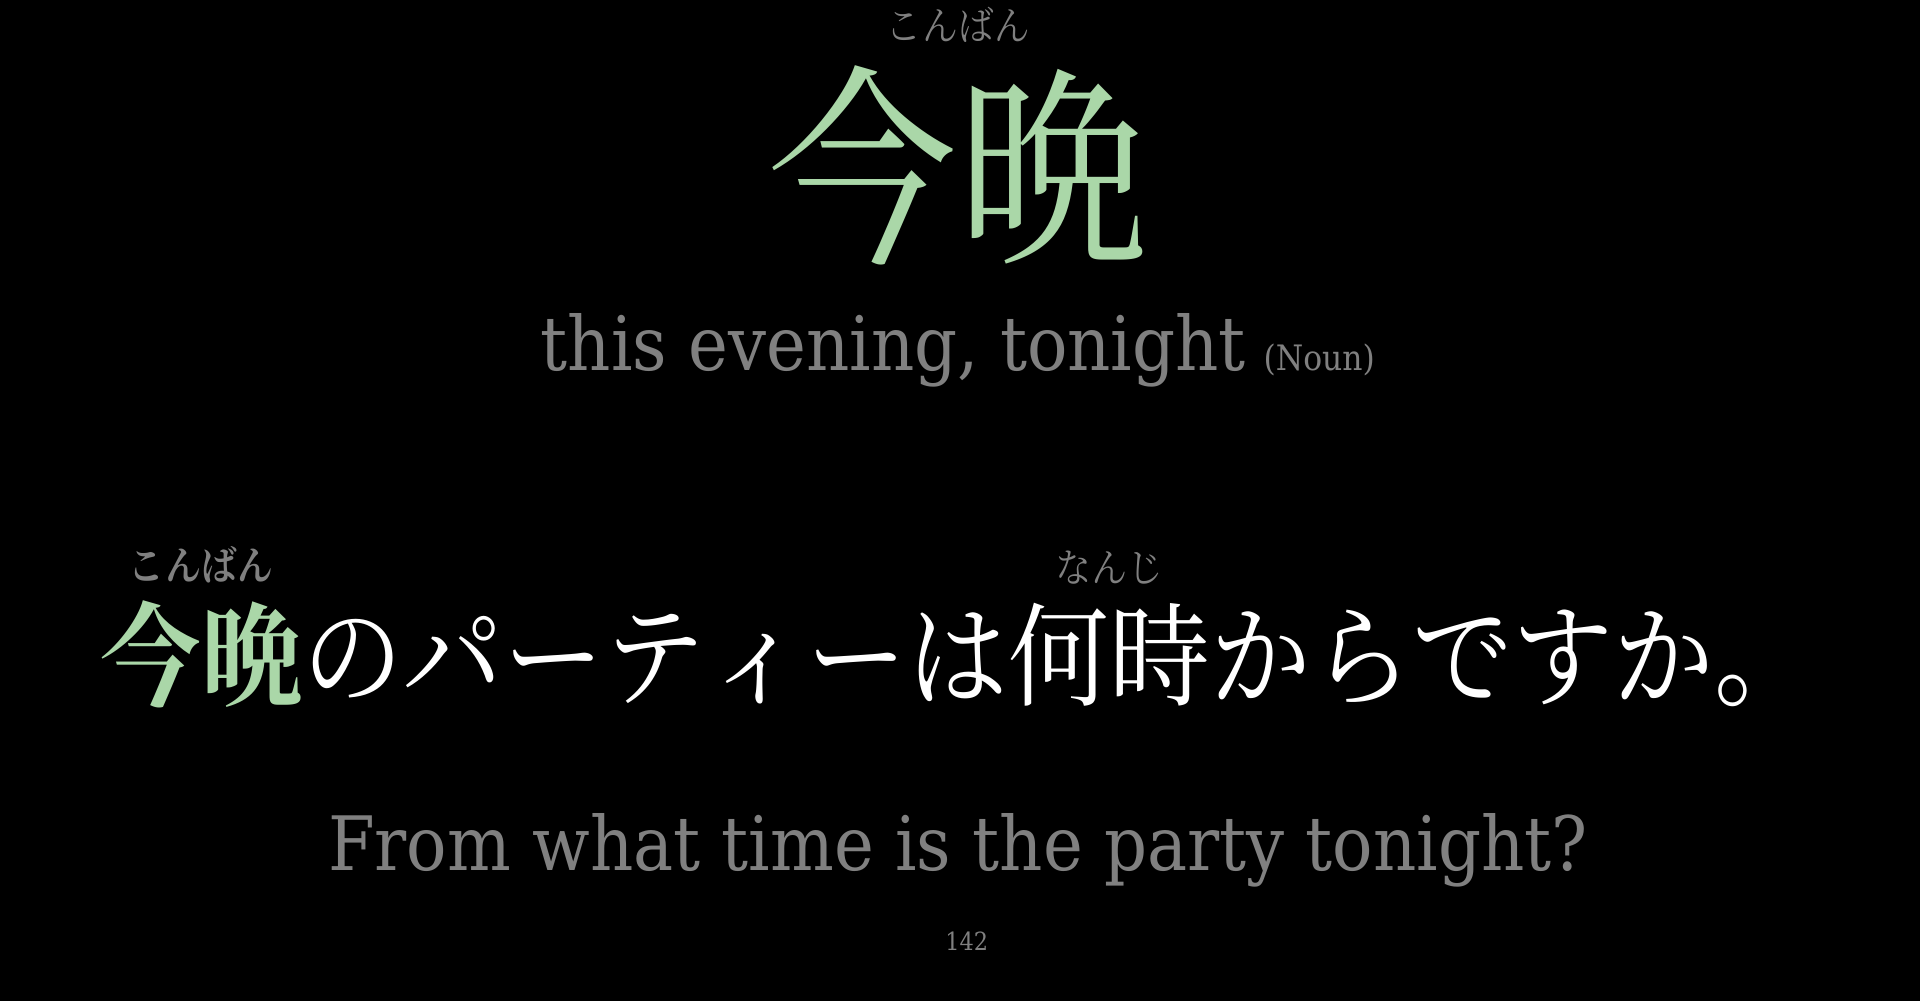 こんばん
今晩
this evening, tonight (Noun)
こんばん なんじ
今晩のパーティーは何時からですか。
From what time is the party tonight?
142